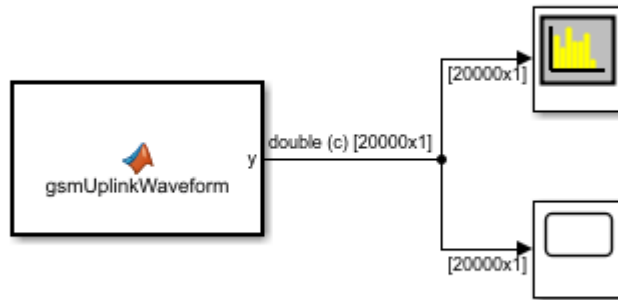 [20000x1]
double (c) [20000x1]
y
gsmUplinkWaveform
[20000x1]